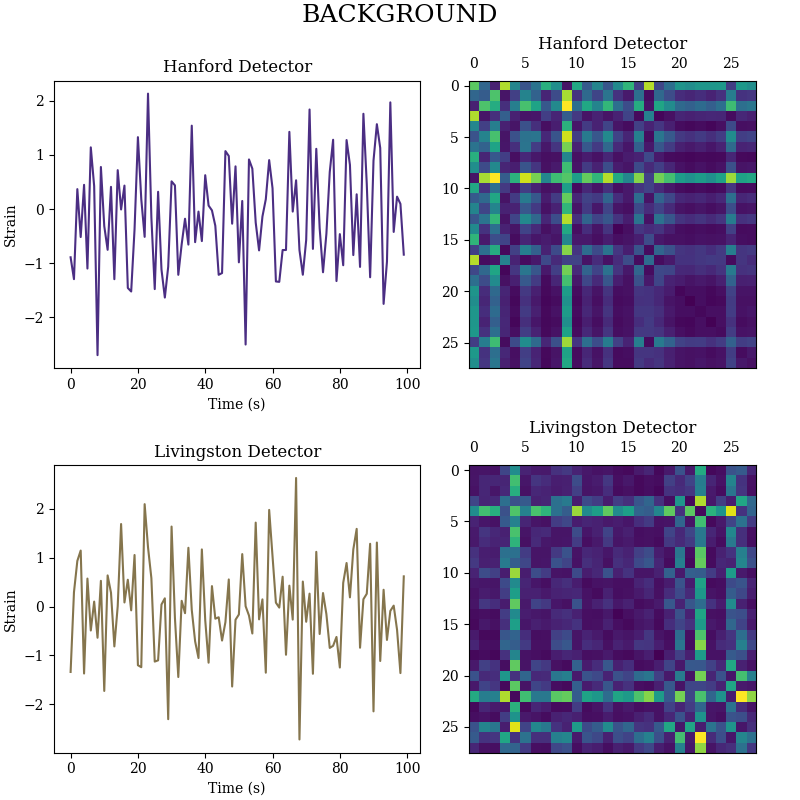 BACKGROUND
Hanford Detector
Strain
2
1
0
−1
−2
0 20 40 60 80 100
Time (s)
Hanford Detector
0 5 10 15 20 25
0
5
10
15
20
25
Livingston Detector
Strain
2
1
0
−1
−2
0 20 40 60 80 100
Time (s)
Livingston Detector
0 5 10 15 20 25
0
5
10
15
20
25